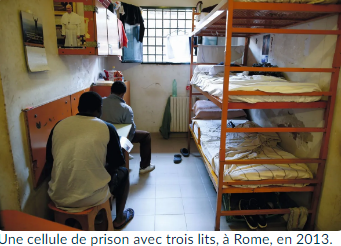 Une cellule de prison avec trois lits, à Rome, en 2013.